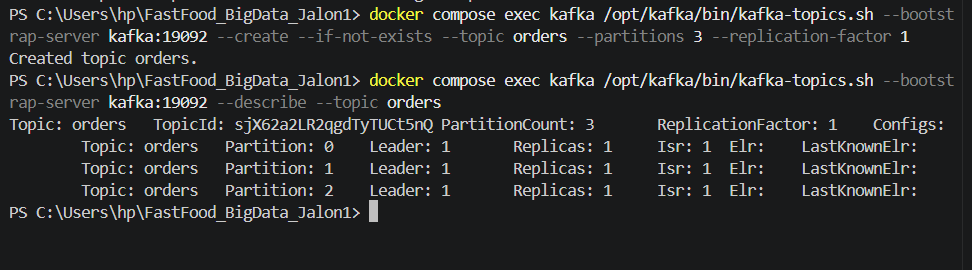 PS C:\Users\hp\FastFood_BigData_Jalon1> docker compose exec kafka /opt/kafka/bin/kafka-topics.sh --bootst
rap-server kafka:19092 --create --if-not-exists --topic orders --partitions 3 --replication-factor 1
Created topic orders.
PS C:\Users\hp\FastFood_BigData_Jalon1> docker compose exec kafka /opt/kafka/bin/kafka-topics.sh --bootst
rap-server kafka:19092 --describe --topic orders
Topic: orders TopicId: sjX62a2LR2qgdTyTUCt5nQ PartitionCount: 3 ReplicationFactor: 1 Configs:
Topic: orders Partition: 0 Leader: 1 Replicas: 1 Isr: 1 Elr: LastKnownElr:
Topic: orders Partition: 1 Leader: 1 Replicas: 1 Isr: 1 Elr: LastKnownElr:
Topic: orders Partition: 2 Leader: 1 Replicas: 1 Isr: 1 Elr: LastKnownElr:
PS C:\Users\hp\FastFood_BigData_Jalon1>